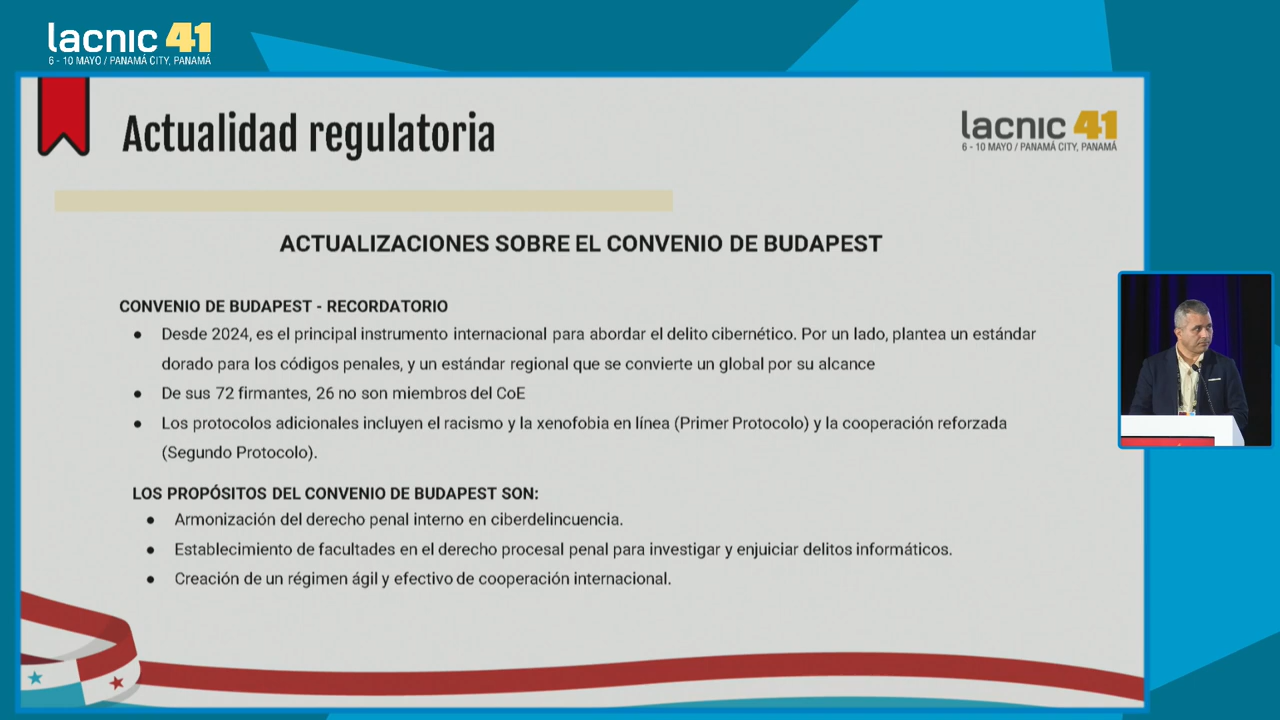 lacnic 41
6 - 10 MAYO / PANAMÁ CITY, PANAMÁ
Actualidad regulatoria
lacnic 41
6 - 10 MAYO / PANAMÁ CITY, PANAMÁ
ACTUALIZACIONES SOBRE EL CONVENIO DE BUDAPEST
CONVENIO DE BUDAPEST - RECORDATORIO
● Desde 2024, es el principal instrumento internacional para abordar el delito cibernético. Por un lado, plantea un estándar
dorado para los códigos penales, y un estándar regional que se convierte un global por su alcance
● De sus 72 firmantes, 26 no son miembros del CoE
● Los protocolos adicionales incluyen el racismo y la xenofobia en línea (Primer Protocolo) y la cooperación reforzada
(Segundo Protocolo).
LOS PROPÓSITOS DEL CONVENIO DE BUDAPEST SON:
● Armonización del derecho penal interno en ciberdelincuencia.
● Establecimiento de facultades en el derecho procesal penal para investigar y enjuiciar delitos informáticos.
● Creación de un régimen ágil y efectivo de cooperación internacional.